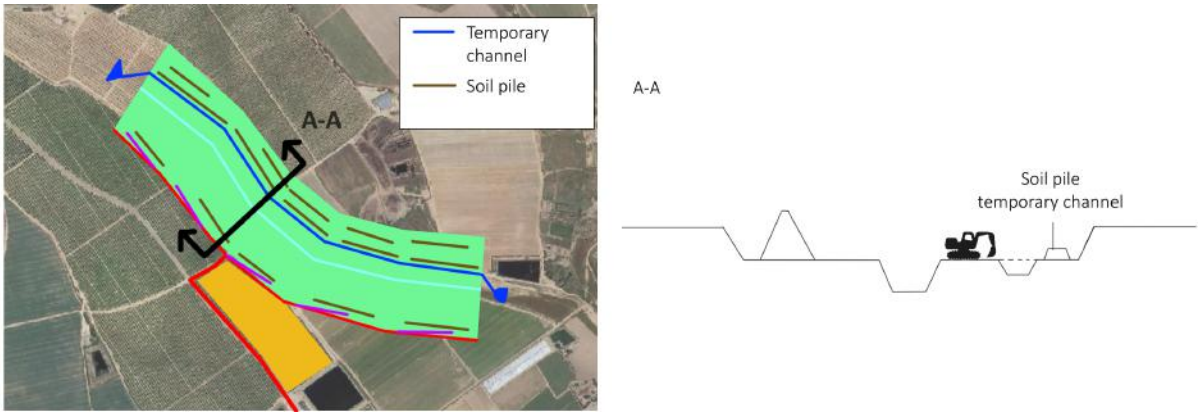 Temporary
channel
Soil pile
A-A
A-A
Soil pile
temporary channel